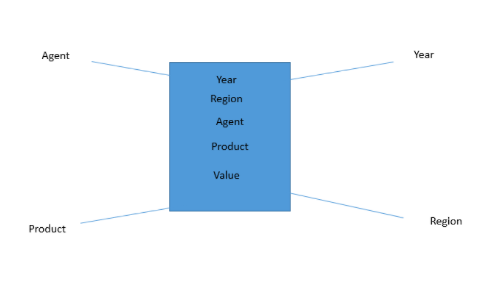 Agent
Year
Year
Region
Agent
Product
Value
Product
Region